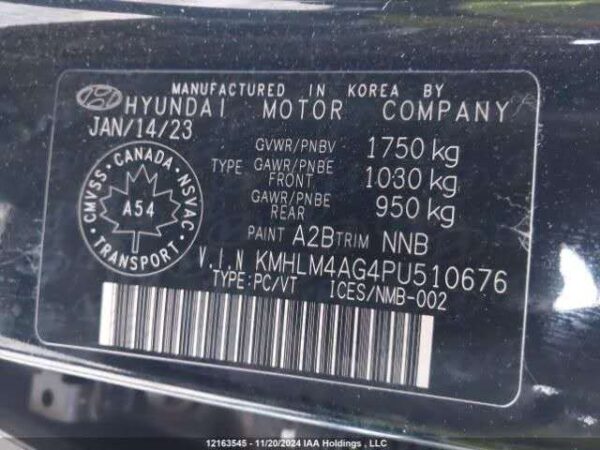 MANUFACTURED IN KOREA BY
HYUNDAI MOTOR COMPANY
JAN/14/23
GVWR/PNBV 1750 kg
TYPE GAWR/PNBE FRONT 1030 kg
GAWR/PNBE REAR 950 kg
PAINT A2B TRIM NNB
CMVSS · CANADA · NSVAC · TRANSPORT ·
A54
V.I.N KMHLM4AG4PU510676
TYPE:PC/VT ICES/NMB-002
12163545 - 11/20/2024 IAA Holdings , LLC